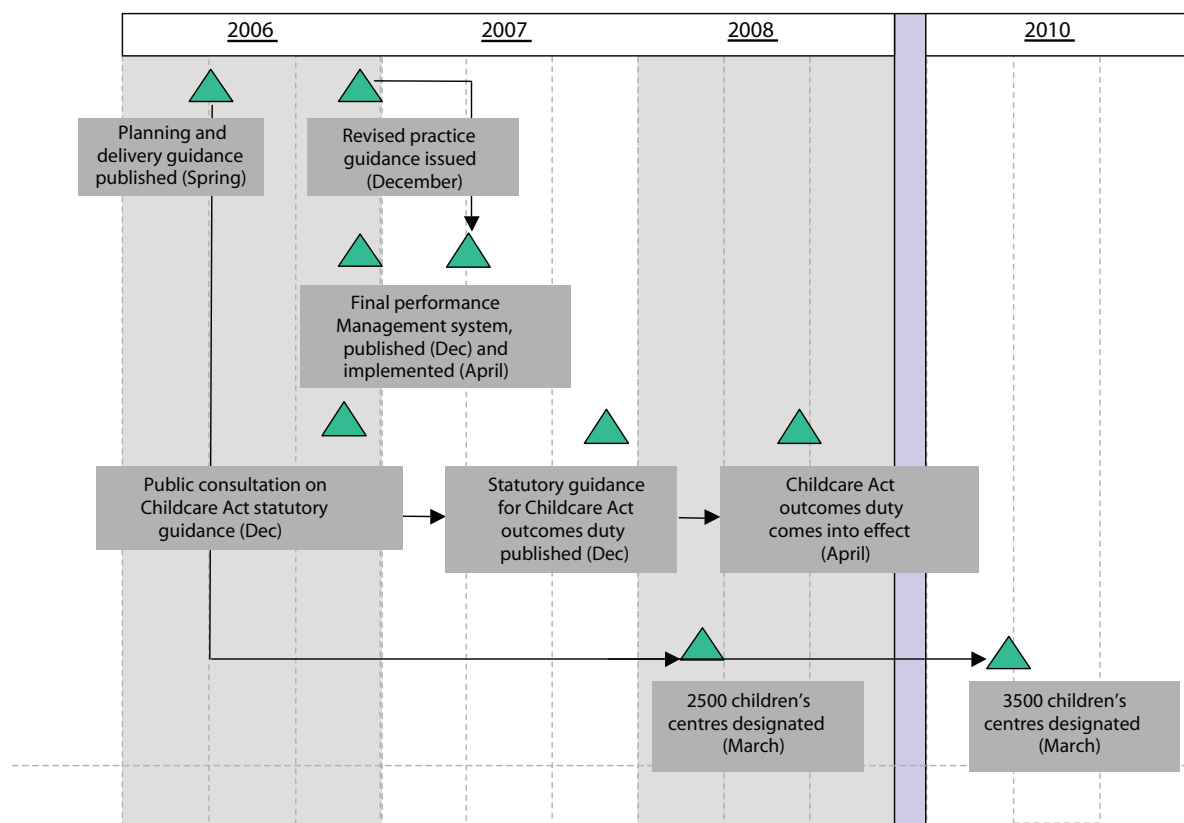 2006
2007
2008
2010
Planning and
delivery guidance
published (Spring)
Revised practice
guidance issued
(December)
Final performance
Management system,
published (Dec) and
implemented (April)
Public consultation on
Childcare Act statutory
guidance (Dec)
Statutory guidance
for Childcare Act
outcomes duty
published (Dec)
Childcare Act
outcomes duty
comes into effect
(April)
2500 children’s
centres designated
(March)
3500 children’s
centres designated
(March)